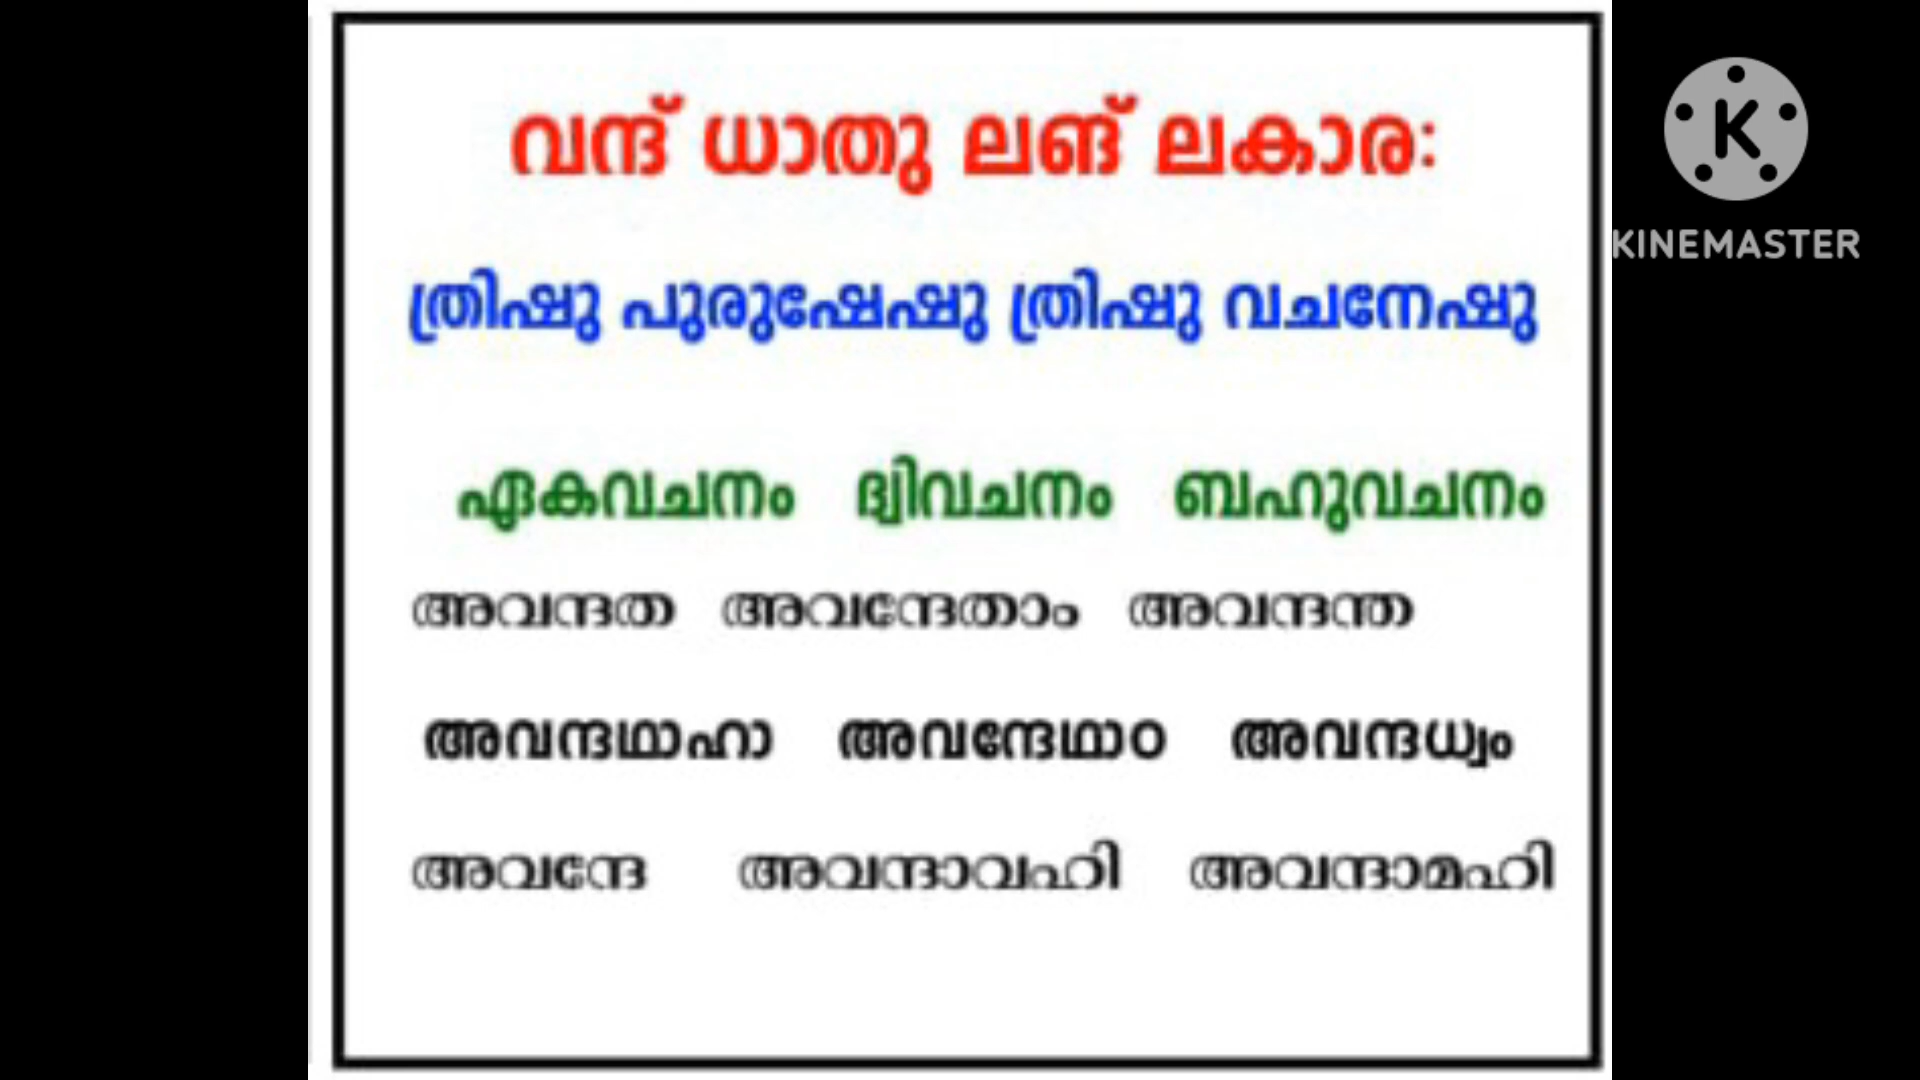 വന്ദ് ധാതു ലങ് ലകാരഃ
K
KINEMASTER
ത്രിഷു പുരുഷേഷു ത്രിഷു വചനേഷു
ഏകവചനം ദ്വിവചനം ബഹുവചനം
അവന്ദത അവന്ദേതാം അവന്ദന്ത
അവന്ദഥാഹാ അവന്ദേഥാഠ അവന്ദധ്വം
അവന്ദേ അവന്ദാവഹി അവന്ദാമഹി